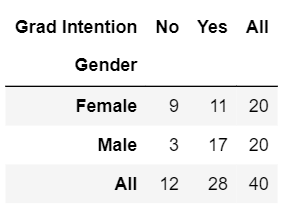 Grad Intention No Yes All
Gender
Female 9 11 20
Male 3 17 20
All 12 28 40